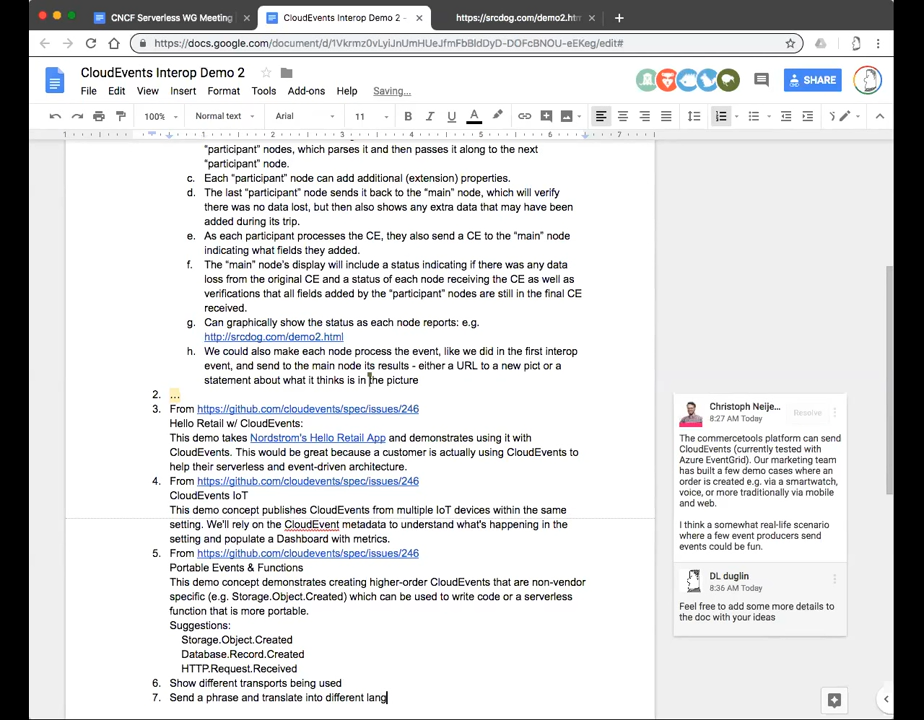 CNCF Serverless WG Meeting
CloudEvents Interop Demo 2 -
https://srcdog.com/demo2.htm
https://docs.google.com/document/d/1Vkrmz0vLyiJnUmHUeJfmFbBldDyD-DOFcBNOU-eEKeg/edit#
CloudEvents Interop Demo 2
File Edit View Insert Format Tools Add-ons Help Saving...
SHARE
100% Normal text Arial 11
1 1 2 3 4 5 6 7
"participant" nodes, which parses it and then passes it along to the next
"participant" node.
c. Each "participant" node can add additional (extension) properties.
d. The last "participant" node sends it back to the "main" node, which will verify
there was no data lost, but then also shows any extra data that may have been
added during its trip.
e. As each participant processes the CE, they also send a CE to the "main" node
indicating what fields they added.
f. The "main" node's display will include a status indicating if there was any data
loss from the original CE and a status of each node receiving the CE as well as
verifications that all fields added by the "participant" nodes are still in the final CE
received.
g. Can graphically show the status as each node reports: e.g.
http://srcdog.com/demo2.html
h. We could also make each node process the event, like we did in the first interop
event, and send to the main node its results - either a URL to a new pict or a
statement about what it thinks is in the picture
2. ...
3. From https://github.com/cloudevents/spec/issues/246
Hello Retail w/ CloudEvents:
This demo takes Nordstrom's Hello Retail App and demonstrates using it with
CloudEvents. This would be great because a customer is actually using CloudEvents to
help their serverless and event-driven architecture.
4. From https://github.com/cloudevents/spec/issues/246
CloudEvents IoT
This demo concept publishes CloudEvents from multiple IoT devices within the same
setting. We'll rely on the CloudEvent metadata to understand what's happening in the
setting and populate a Dashboard with metrics.
5. From https://github.com/cloudevents/spec/issues/246
Portable Events & Functions
This demo concept demonstrates creating higher-order CloudEvents that are non-vendor
specific (e.g. Storage.Object.Created) which can be used to write code or a serverless
function that is more portable.
Suggestions:
Storage.Object.Created
Database.Record.Created
HTTP.Request.Received
6. Show different transports being used
7. Send a phrase and translate into different lang
Christoph Neije...
8:27 AM Today
Resolve
The commercetools platform can send
CloudEvents (currently tested with
Azure EventGrid). Our marketing team
has built a few demo cases where an
order is created e.g. via a smartwatch,
voice, or more traditionally via mobile
and web.
I think a somewhat real-life scenario
where a few event producers send
events could be fun.
DL duglin
8:36 AM Today
Feel free to add some more details to
the doc with your ideas